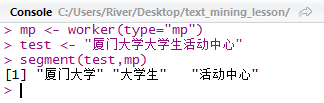 Console C:/Users/River/Desktop/text_mining_lesson/
> mp <- worker(type="mp")
> test <- "厦门大学大学生活动中心"
> segment(test,mp)
[1] "厦门大学" "大学生" "活动中心"
>